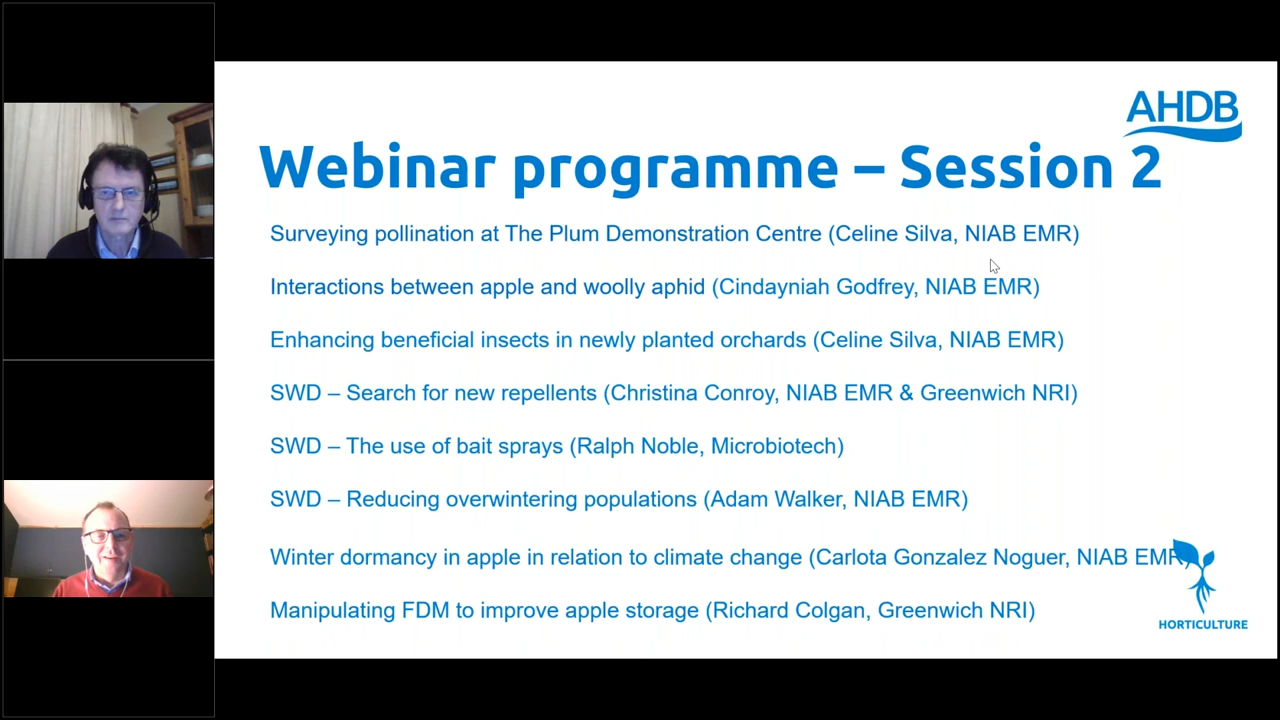 AHDB
Webinar programme – Session 2
Surveying pollination at The Plum Demonstration Centre (Celine Silva, NIAB EMR)
Interactions between apple and woolly aphid (Cindayniah Godfrey, NIAB EMR)
Enhancing beneficial insects in newly planted orchards (Celine Silva, NIAB EMR)
SWD – Search for new repellents (Christina Conroy, NIAB EMR & Greenwich NRI)
SWD – The use of bait sprays (Ralph Noble, Microbiotech)
SWD – Reducing overwintering populations (Adam Walker, NIAB EMR)
Winter dormancy in apple in relation to climate change (Carlota Gonzalez Noguer, NIAB EMR)
Manipulating FDM to improve apple storage (Richard Colgan, Greenwich NRI)
HORTICULTURE